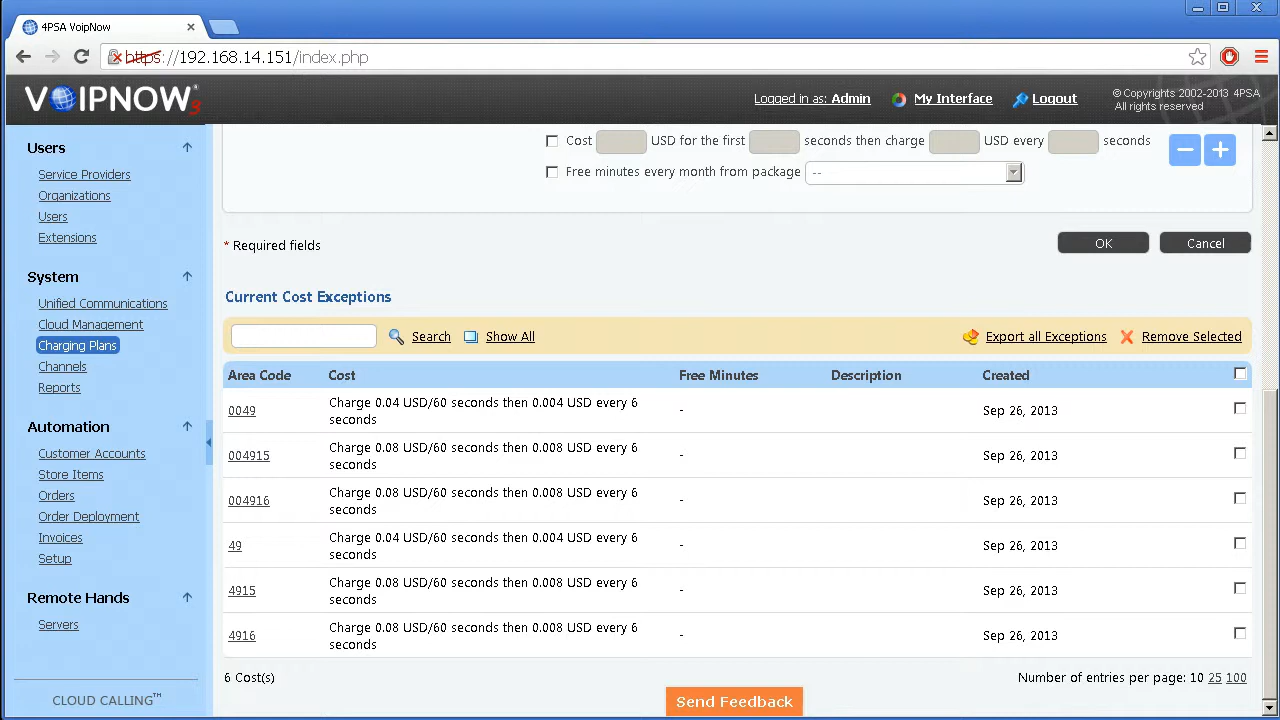 4PSA VoipNow
https://192.168.14.151/index.php
VOIPNOW® 3
Logged in as: Admin
My Interface
Logout
© Copyrights 2002-2013 4PSA.
All rights reserved
Users
Service Providers
Organizations
Users
Extensions
System
Unified Communications
Cloud Management
Charging Plans
Channels
Reports
Automation
Customer Accounts
Store Items
Orders
Order Deployment
Invoices
Setup
Remote Hands
Servers
CLOUD CALLING™
Cost USD for the first seconds then charge USD every seconds
Free minutes every month from package --
* Required fields
OK
Cancel
Current Cost Exceptions
Search
Show All
Export all Exceptions
Remove Selected
Area Code Cost Free Minutes Description Created
0049 Charge 0.04 USD/60 seconds then 0.004 USD every 6 - Sep 26, 2013
seconds
004915 Charge 0.08 USD/60 seconds then 0.008 USD every 6 - Sep 26, 2013
seconds
004916 Charge 0.08 USD/60 seconds then 0.008 USD every 6 - Sep 26, 2013
seconds
49 Charge 0.04 USD/60 seconds then 0.004 USD every 6 - Sep 26, 2013
seconds
4915 Charge 0.08 USD/60 seconds then 0.008 USD every 6 - Sep 26, 2013
seconds
4916 Charge 0.08 USD/60 seconds then 0.008 USD every 6 - Sep 26, 2013
seconds
6 Cost(s)
Number of entries per page: 10 25 100
Send Feedback